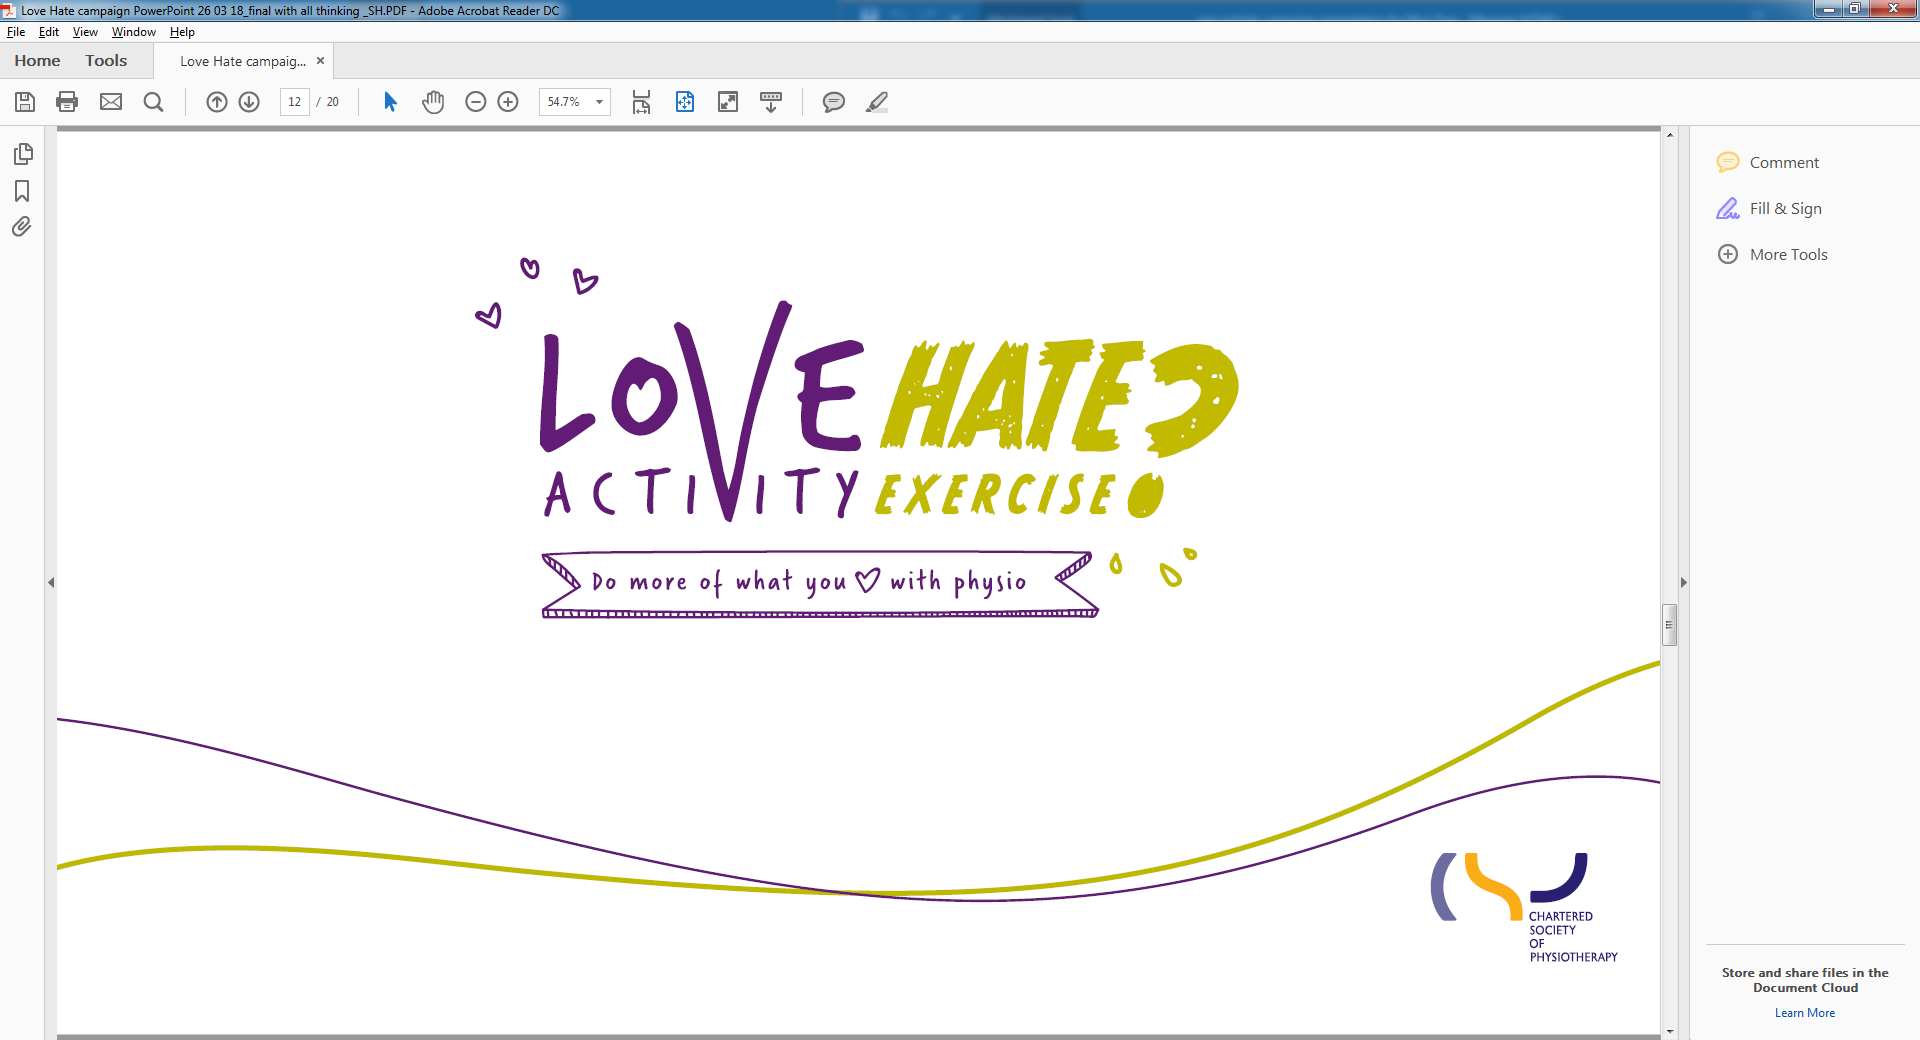 Love Hate campaign PowerPoint 26 03 18_final with all thinking _SH.PDF - Adobe Acrobat Reader DC
File Edit View Window Help
Home Tools Love Hate campaig... ×
12 / 20 54.7%
Comment
Fill & Sign
More Tools
LOVE HATE?
ACTIVITY EXERCISE
Do more of what you ♡ with physio
CHARTERED
SOCIETY
OF
PHYSIOTHERAPY
Store and share files in the
Document Cloud
Learn More